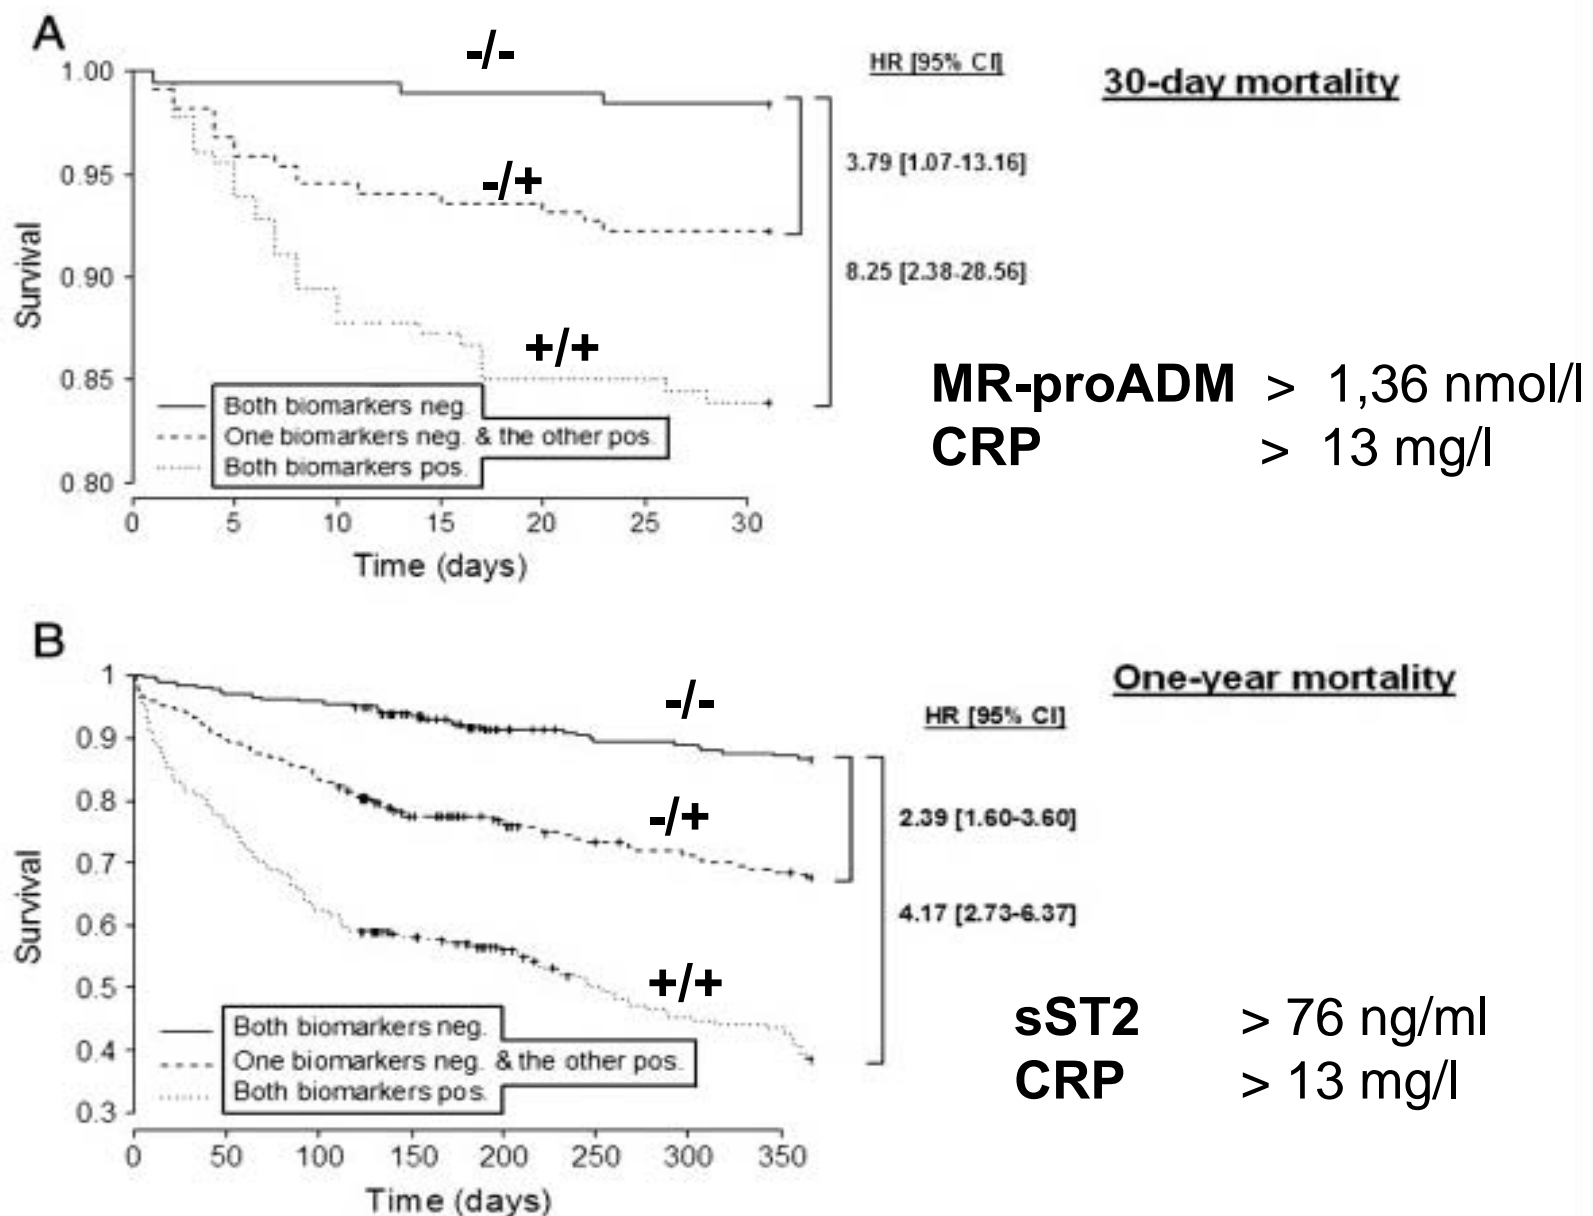 A
-/-
HR [95% CI]
30-day mortality
1.00
0.95
0.90
0.85
0.80
Survival
-/+
+/+
3.79 [1.07-13.16]
8.25 [2.38-28.56]
MR-proADM > 1,36 nmol/l
CRP > 13 mg/l
Both biomarkers neg.
One biomarkers neg. & the other pos.
Both biomarkers pos.
0 5 10 15 20 25 30
Time (days)
B
-/-
HR [95% CI]
One-year mortality
1
0.9
0.8
0.7
0.6
0.5
0.4
0.3
Survival
-/+
+/+
2.39 [1.60-3.60]
4.17 [2.73-6.37]
sST2 > 76 ng/ml
CRP > 13 mg/l
Both biomarkers neg.
One biomarkers neg. & the other pos.
Both biomarkers pos.
0 50 100 150 200 250 300 350
Time (days)